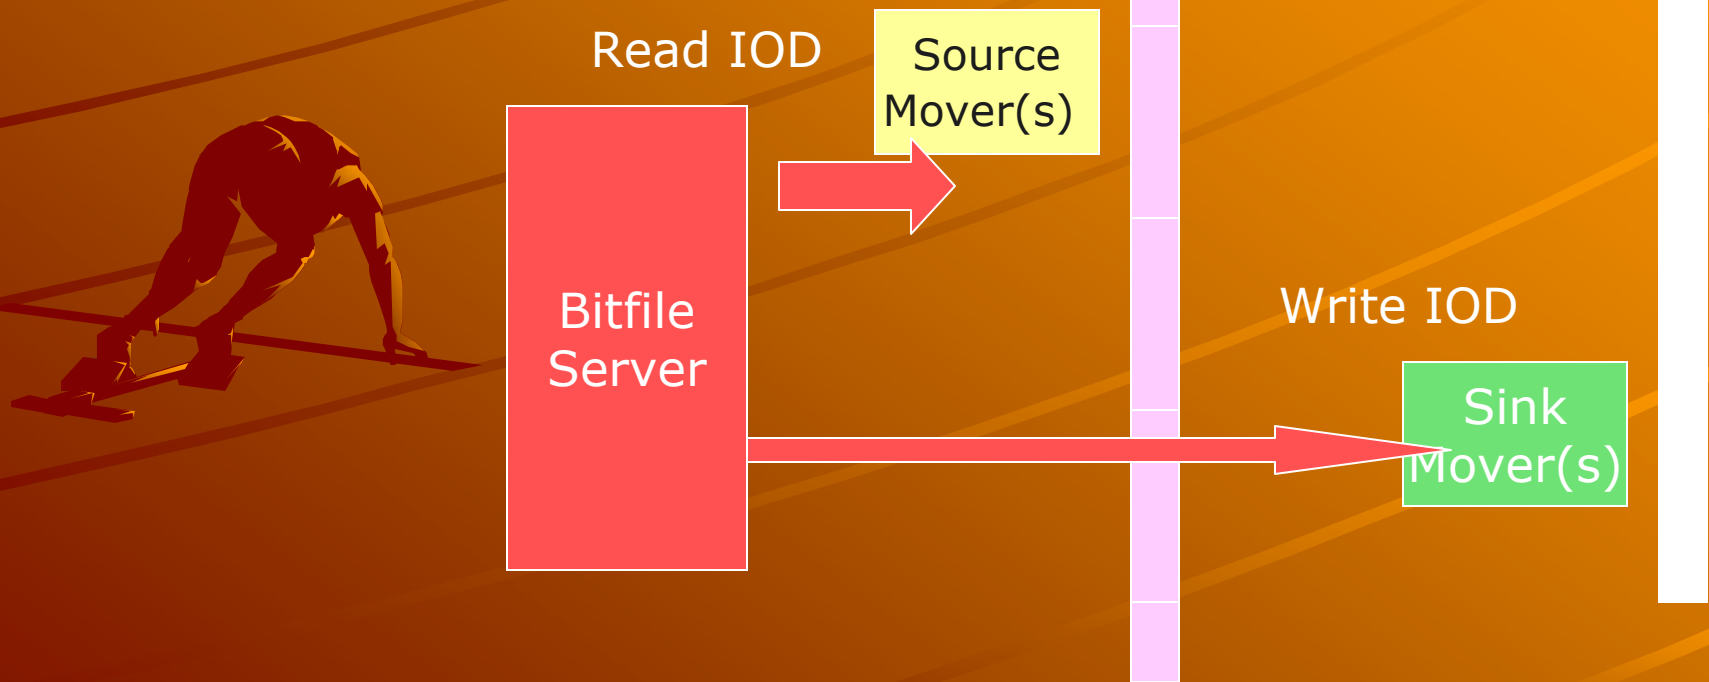 Read IOD
Source
Mover(s)
Bitfile
Server
Write IOD
Sink
Mover(s)